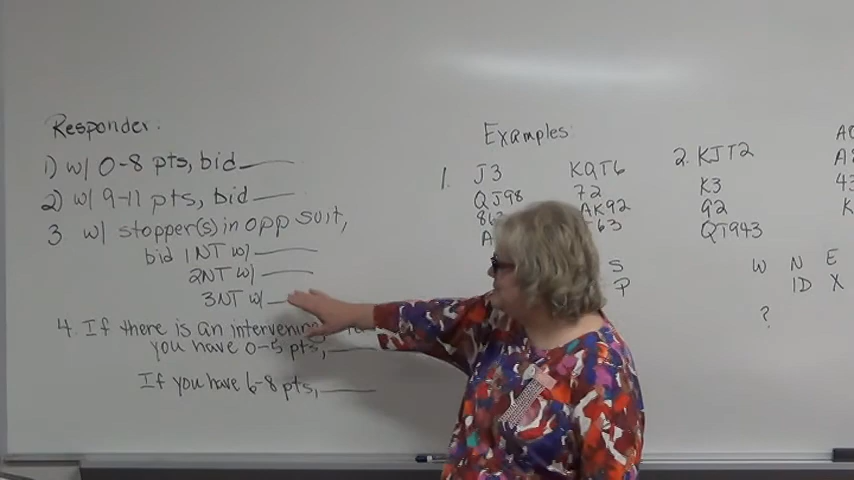 Responder:
1) w/ 0-8 pts, bid
2) w/ 9-11 pts, bid
3 w/ stopper(s) in opp suit,
bid 1NT w/
2NT w/
3NT w/
4. If there is an intervening
you have 0-5 pts,
If you have 6-8 pts,
Examples:
1. J3 KQT6
QJ98 72
AK92
T63
S
P
2. KJT2
K3
92
QT943
W N E
1D X
?